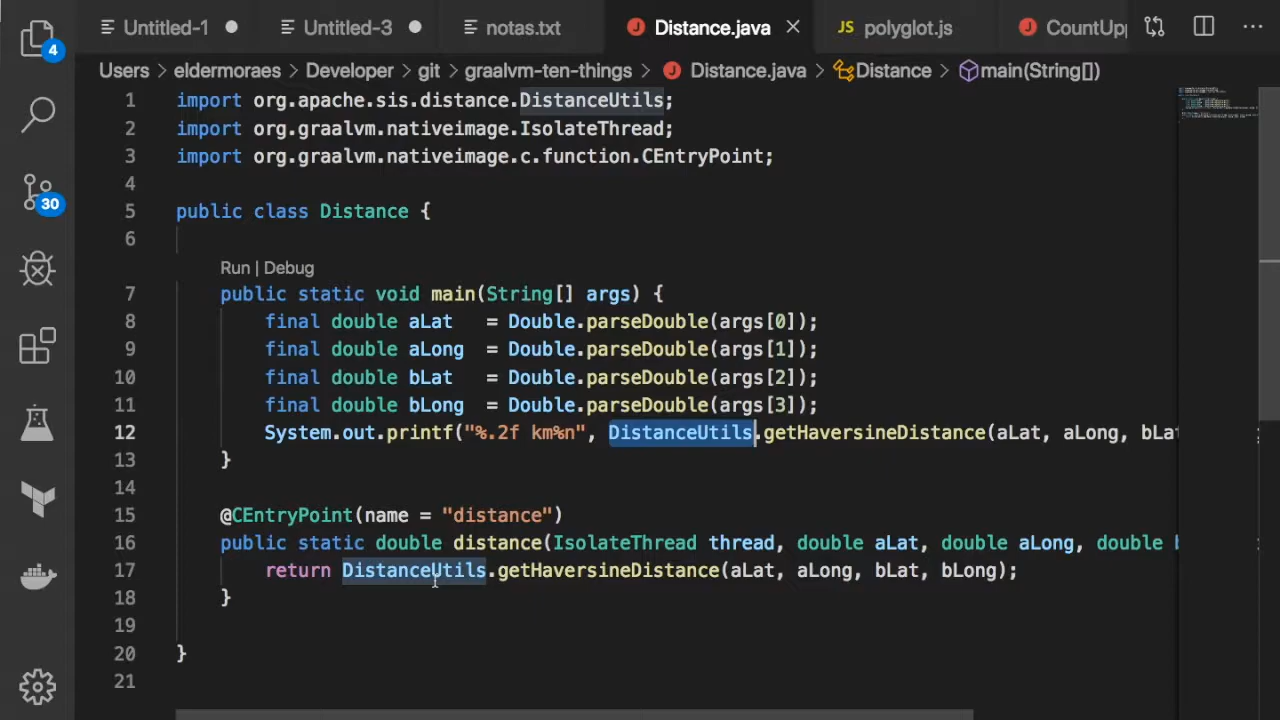 Untitled-1
Untitled-3
notas.txt
Distance.java
JS polyglot.js
CountUpp
4
Users > eldermoraes > Developer > git > graalvm-ten-things > Distance.java > Distance > main(String[])
1 import org.apache.sis.distance.DistanceUtils;
2 import org.graalvm.nativeimage.IsolateThread;
3 import org.graalvm.nativeimage.c.function.CEntryPoint;
4
30
5 public class Distance {
6
Run | Debug
7 public static void main(String[] args) {
8 final double aLat = Double.parseDouble(args[0]);
9 final double aLong = Double.parseDouble(args[1]);
10 final double bLat = Double.parseDouble(args[2]);
11 final double bLong = Double.parseDouble(args[3]);
12 System.out.printf("%.2f km%n", DistanceUtils.getHaversineDistance(aLat, aLong, bLat
13 }
14
15 @CEntryPoint(name = "distance")
16 public static double distance(IsolateThread thread, double aLat, double aLong, double b
17 return DistanceUtils.getHaversineDistance(aLat, aLong, bLat, bLong);
18 }
19
20 }
21